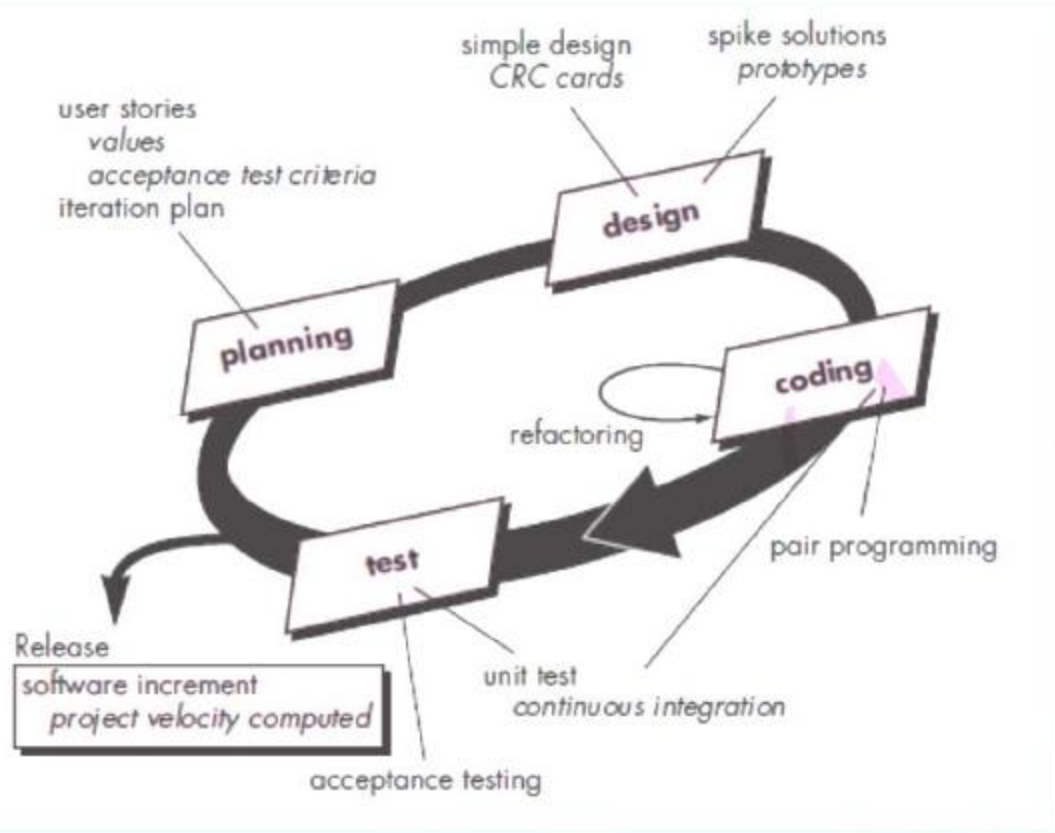 simple design
CRC cards
spike solutions
prototypes
user stories
values
acceptance test criteria
iteration plan
design
planning
coding
refactoring
test
pair programming
Release
software increment
project velocity computed
unit test
continuous integration
acceptance testing